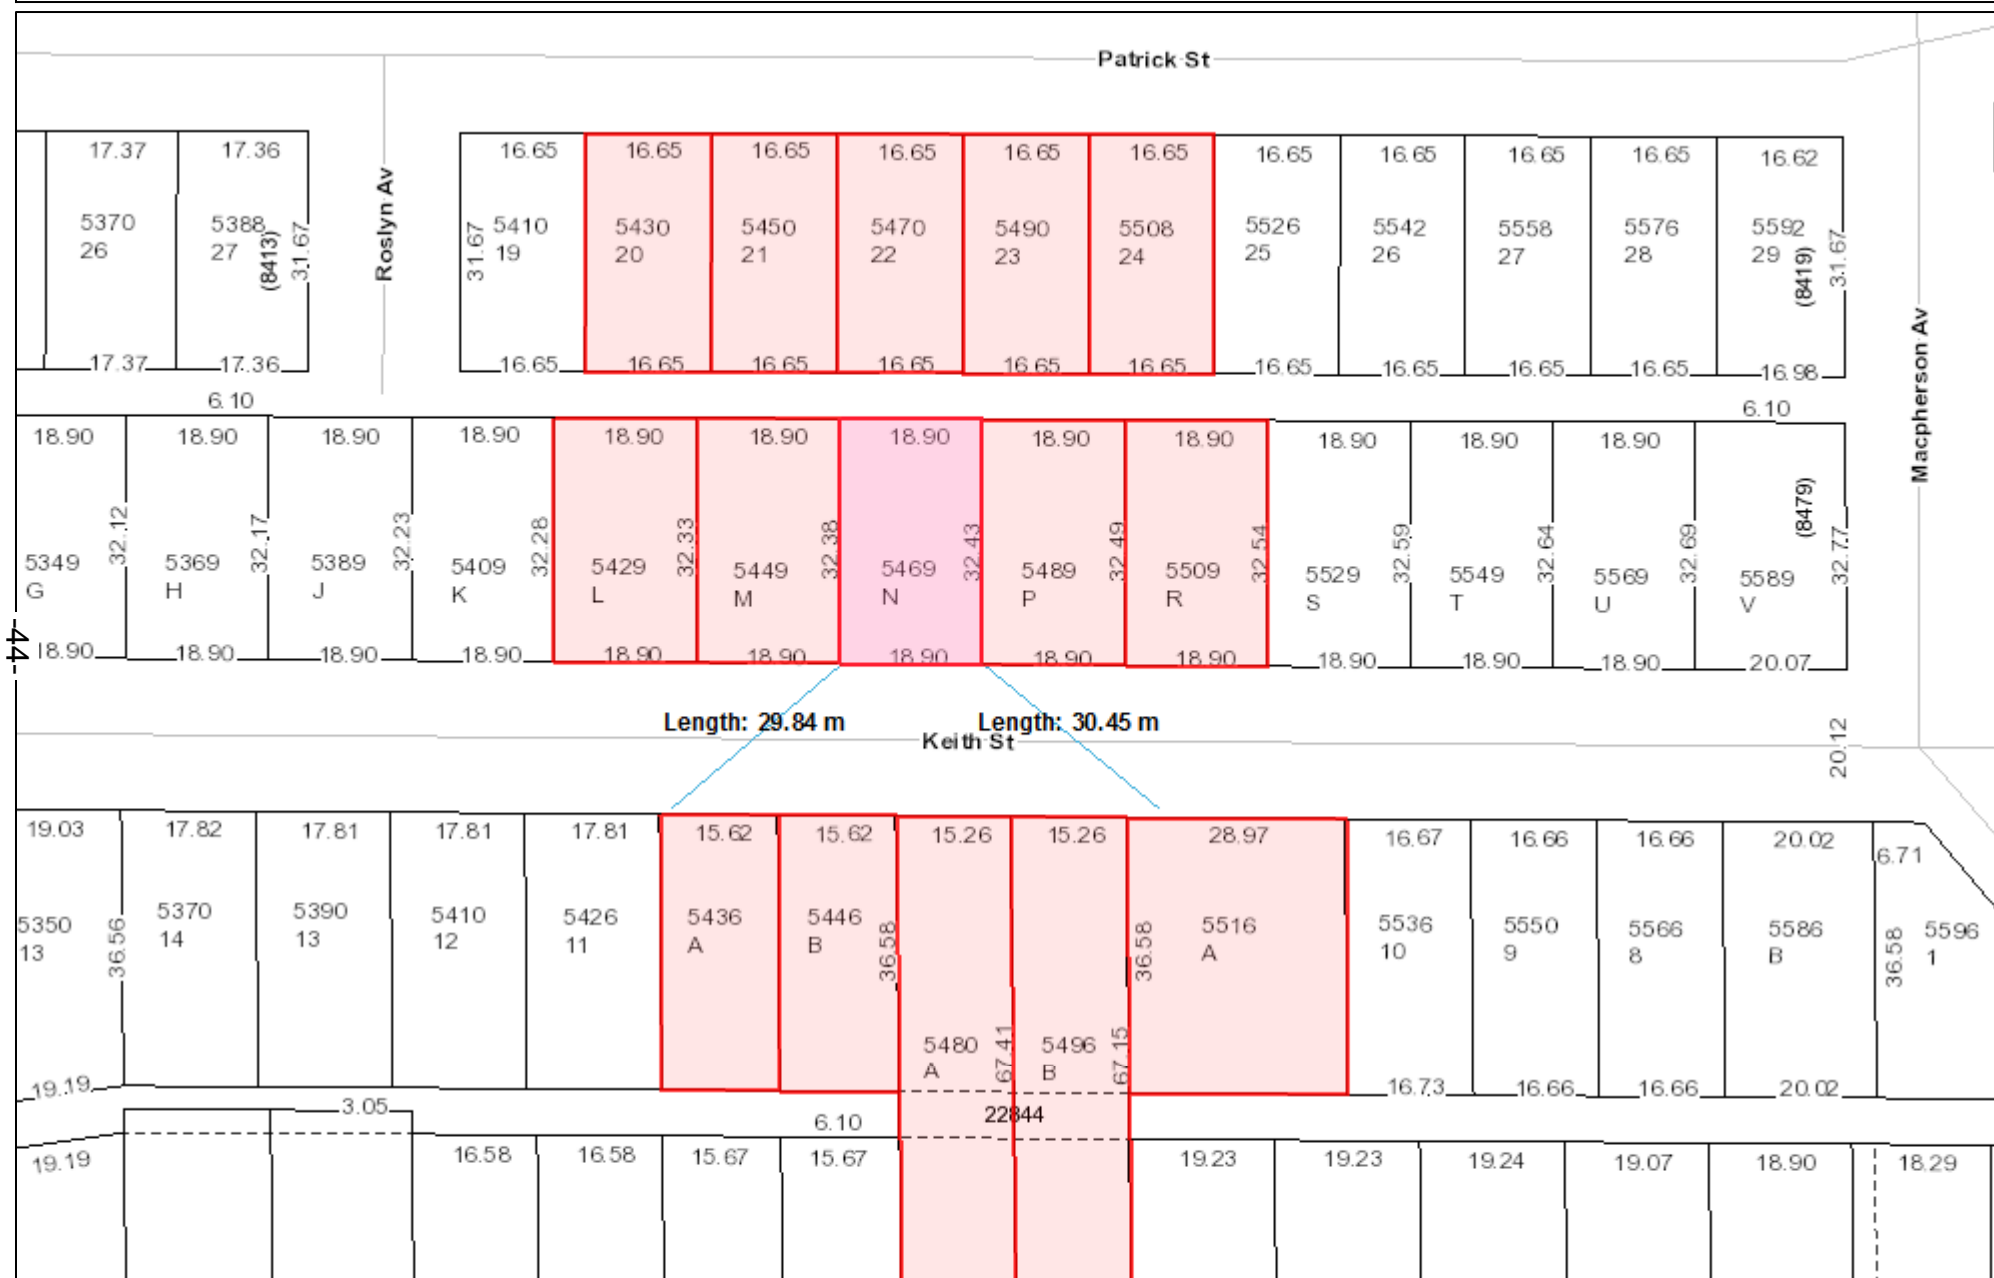 Patrick St
17.37 17.36 16.65 16.65 16.65 16.65 16.65 16.65 16.65 16.65 16.65 16.65 16.62
Roslyn Av
5370 5388 5410 5430 5450 5470 5490 5508 5526 5542 5558 5576 5592
26 27 19 20 21 22 23 24 25 26 27 28 29
(8413) 31.67 31.67 (8419) 31.67
17.37 17.36 16.65 16.65 16.65 16.65 16.65 16.65 16.65 16.65 16.65 16.65 16.98
Macpherson Av
6.10 6.10
18.90 18.90 18.90 18.90 18.90 18.90 18.90 18.90 18.90 18.90 18.90 18.90
(8479)
32.12 32.17 32.23 32.28 32.33 32.38 32.43 32.49 32.54 32.59 32.64 32.69 32.77
5349 5369 5389 5409 5429 5449 5469 5489 5509 5529 5549 5569 5589
G H J K L M N P R S T U V
-44-
18.90 18.90 18.90 18.90 18.90 18.90 18.90 18.90 18.90 18.90 18.90 18.90 20.07
Length: 29.84 m Length: 30.45 m
Keith St
20.12
19.03 17.82 17.81 17.81 17.81 15.62 15.62 15.26 15.26 28.97 16.67 16.66 16.66 20.02 6.71
5350 5370 5390 5410 5426 5436 5446 5516 5536 5550 5566 5586 5596
13 14 13 12 11 A B A 10 9 8 B 1
36.56 36.58 36.58 36.58
5480 5496
A B
67.41 67.15
19.19 16.73 16.66 16.66 20.02
3.05 22844
6.10
19.19 16.58 16.58 15.67 15.67 19.23 19.23 19.24 19.07 18.90 18.29